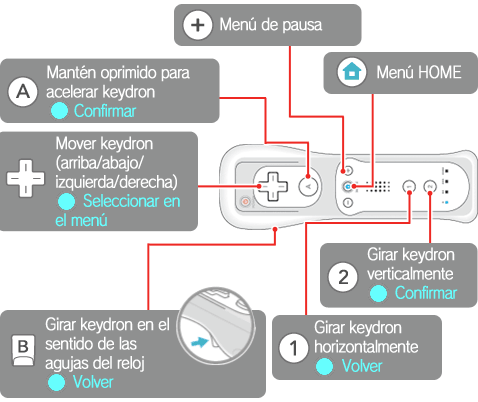 + Menú de pausa
Menú HOME
A Mantén oprimido para
acelerar keydron
Confirmar
Mover keydron
(arriba/abajo/
izquierda/derecha)
Seleccionar en
el menú
2 Girar keydron
verticalmente
Confirmar
B Girar keydron en el
sentido de las
agujas del reloj
Volver
1 Girar keydron
horizontalmente
Volver